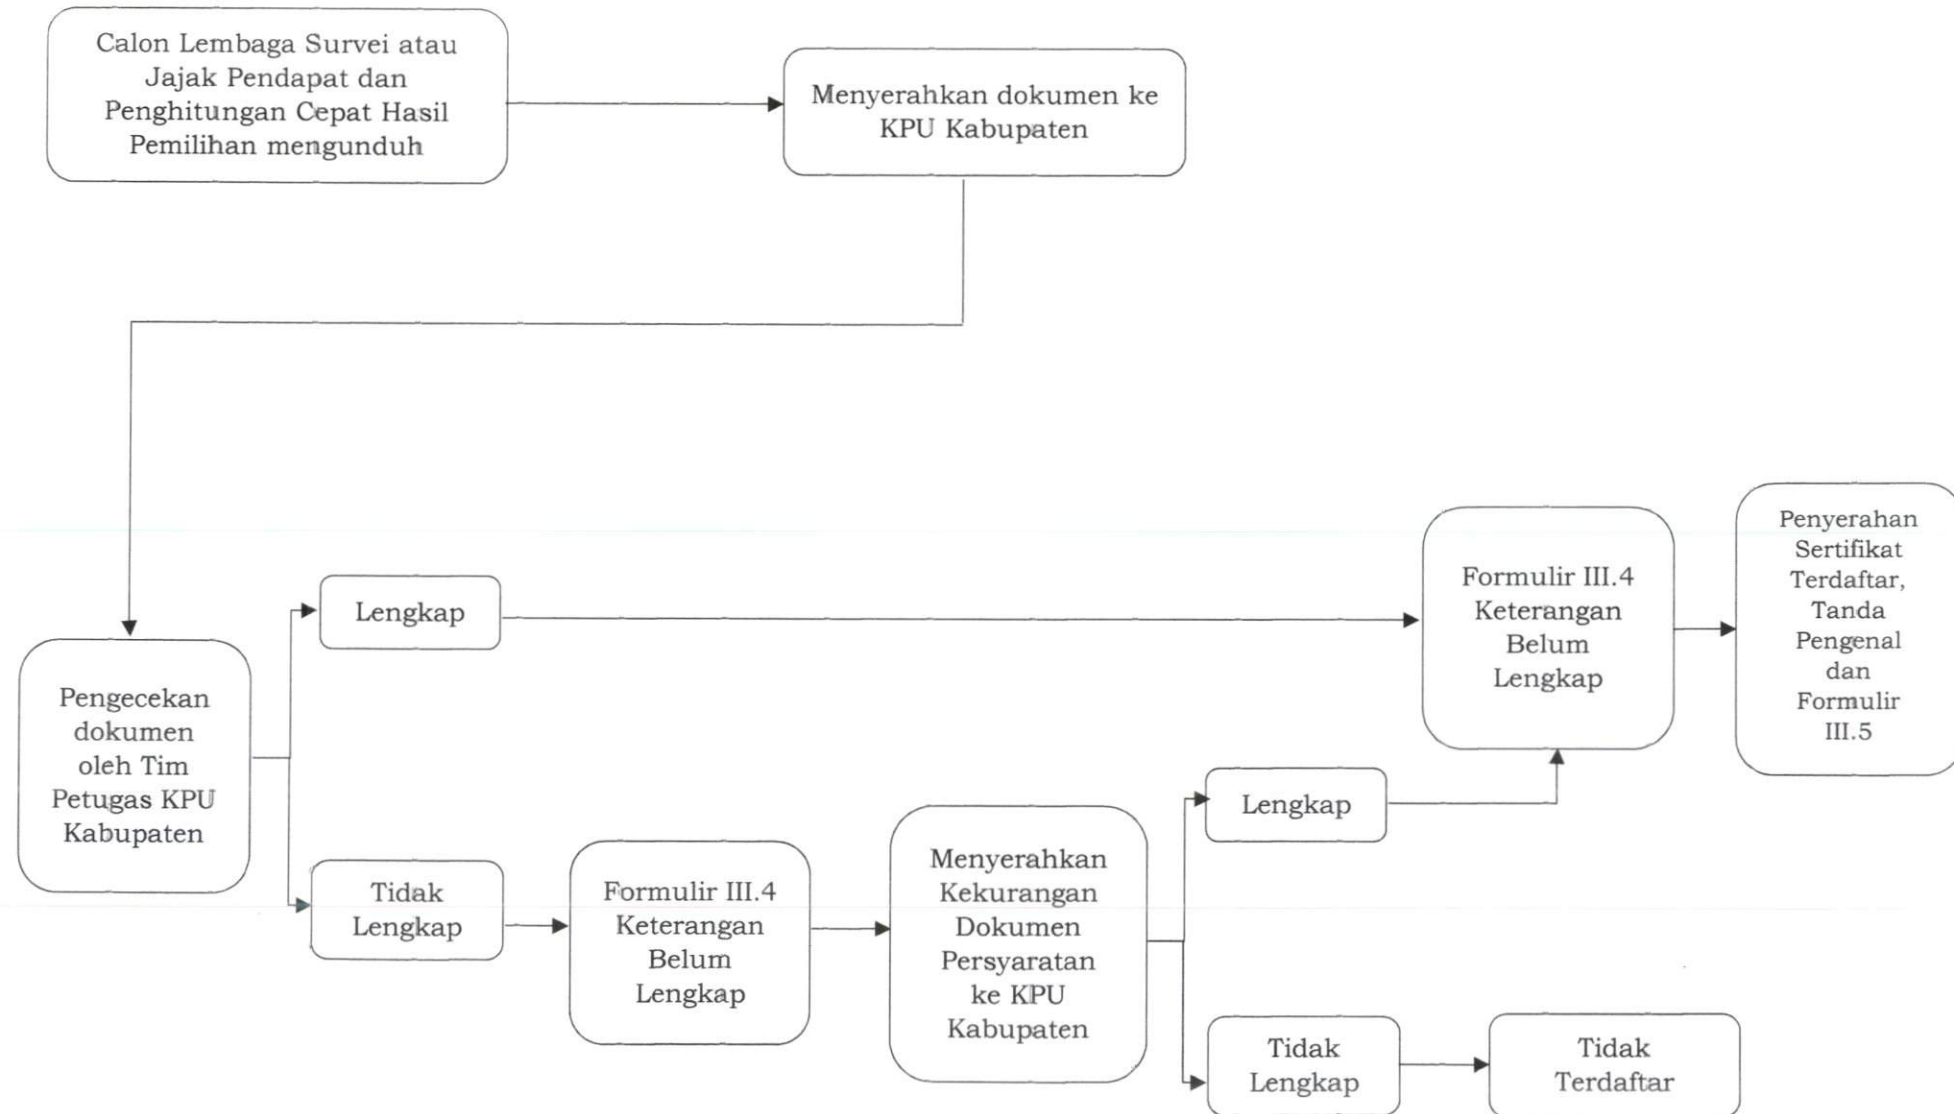 Calon Lembaga Survei atau
Jajak Pendapat dan
Penghitungan Cepat Hasil
Pemilihan mengunduh
Menyerahkan dokumen ke
KPU Kabupaten
Pengecekan
dokumen
oleh Tim
Petugas KPU
Kabupaten
Lengkap
Formulir III.4
Keterangan
Belum
Lengkap
Penyerahan
Sertifikat
Terdaftar,
Tanda
Pengenal
dan
Formulir
III.5
Tidak
Lengkap
Formulir III.4
Keterangan
Belum
Lengkap
Menyerahkan
Kekurangan
Dokumen
Persyaratan
ke KPU
Kabupaten
Lengkap
Tidak
Lengkap
Tidak
Terdaftar